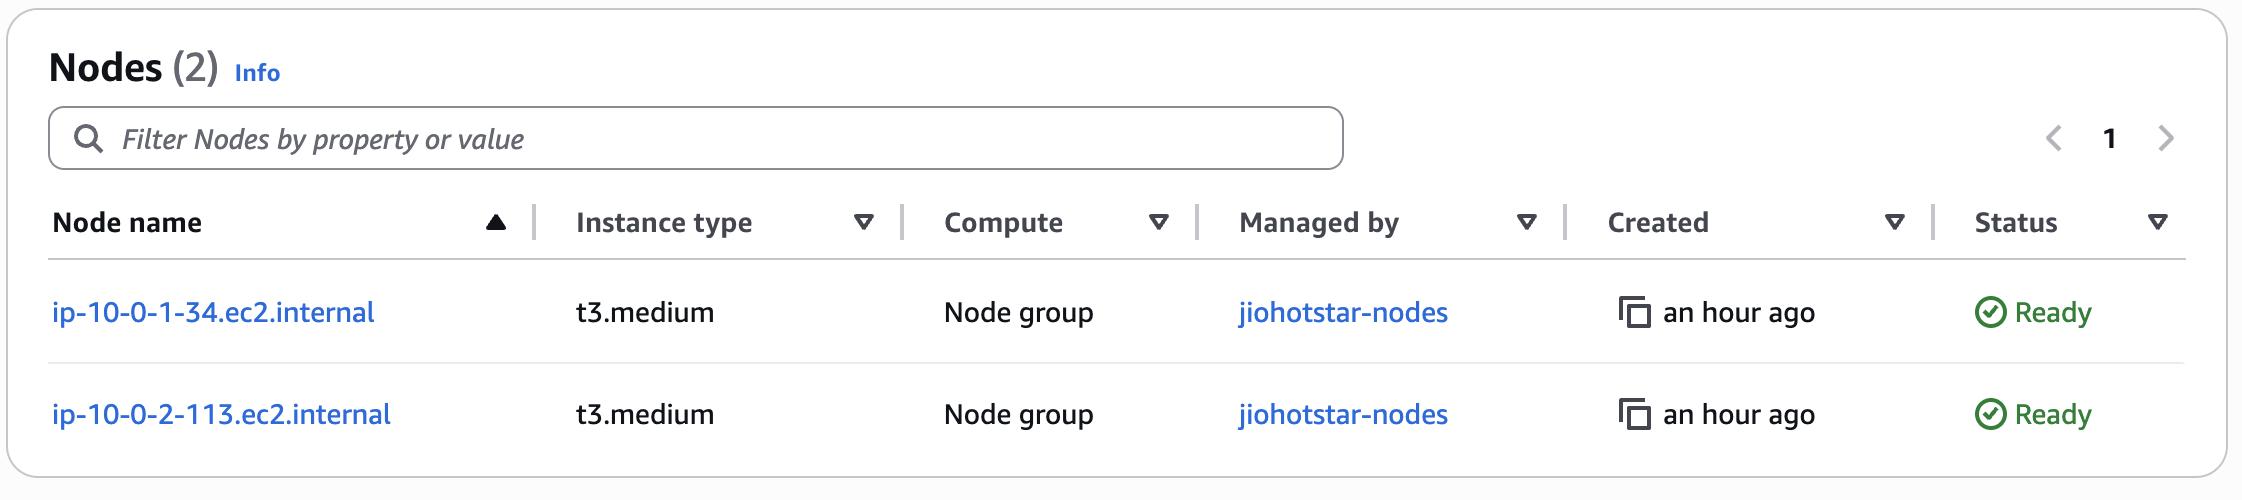 Nodes (2) Info
Filter Nodes by property or value
1
Node name Instance type Compute Managed by Created Status
ip-10-0-1-34.ec2.internal t3.medium Node group jiohotstar-nodes an hour ago Ready
ip-10-0-2-113.ec2.internal t3.medium Node group jiohotstar-nodes an hour ago Ready